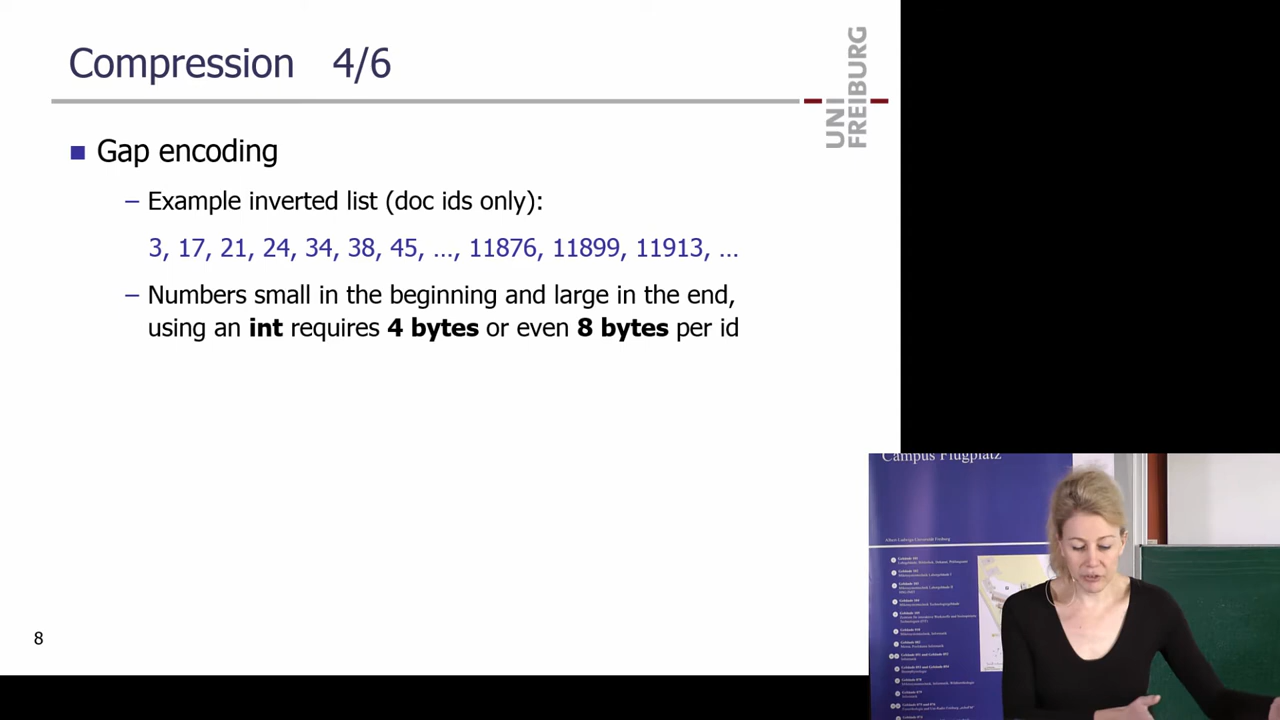 Compression 4/6
UNI
FREIBURG
■ Gap encoding
– Example inverted list (doc ids only):
3, 17, 21, 24, 34, 38, 45, …, 11876, 11899, 11913, …
– Numbers small in the beginning and large in the end,
using an int requires 4 bytes or even 8 bytes per id
8
Campus Flugplatz